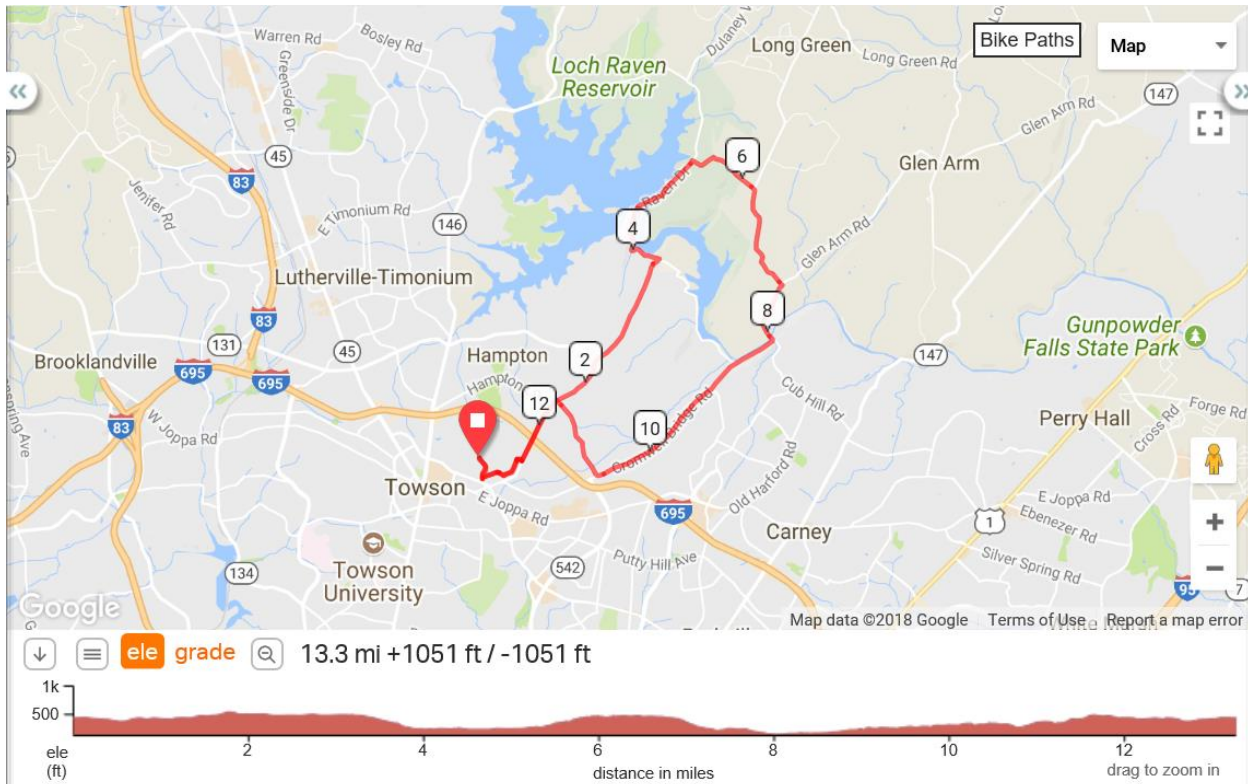 Warren Rd
Bosley Rd
Dulaney V
Long Green
Bike Paths
Map
Long Green Rd
Loch Raven
Reservoir
Greenside Dr
147
45
Glen Arm Rd
83
Jenifer Rd
6
Glen Arm
E Timonium Rd
Raven Dr
146
4
Glen Arm Rd
Lutherville-Timonium
83
8
Gunpowder
Falls State Park
131
45
Hampton
2
147
Brooklandville
695
695
Hampton
12
Cub Hill Rd
Perry Hall
Forge Rd
83
W Joppa Rd
10
Cromwell Bridge Rd
Cross Rd
Towson
E Joppa Rd
695
Old Harford Rd
E Joppa Rd
Ebenezer Rd
1
Carney
Towson
University
134
542
Putty Hill Ave
Silver Spring Rd
95
7
Google
Map data ©2018 Google
Terms of Use
Report a map error
ele
grade
13.3 mi +1051 ft / -1051 ft
1k
500
ele
(ft)
2
4
6
8
10
12
distance in miles
drag to zoom in